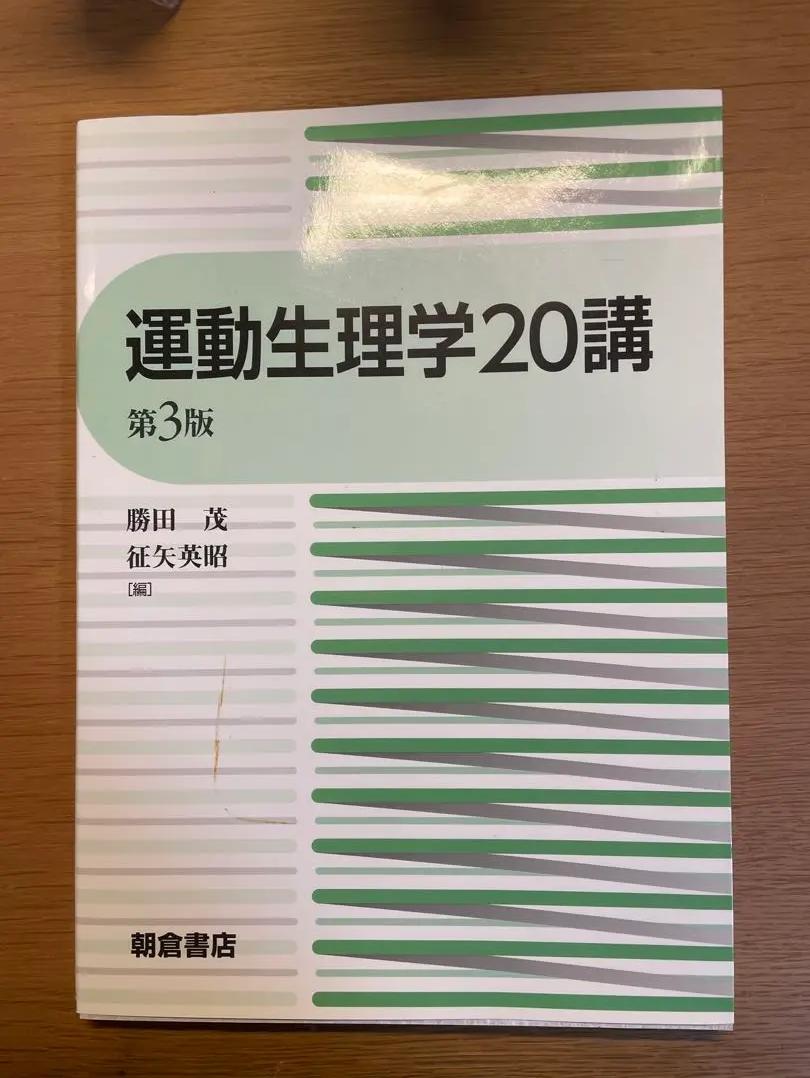 運動生理学20講
第3版
勝田 茂
征矢英昭
[編]
朝倉書店